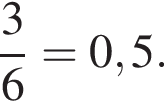 3/6 = 0,5.